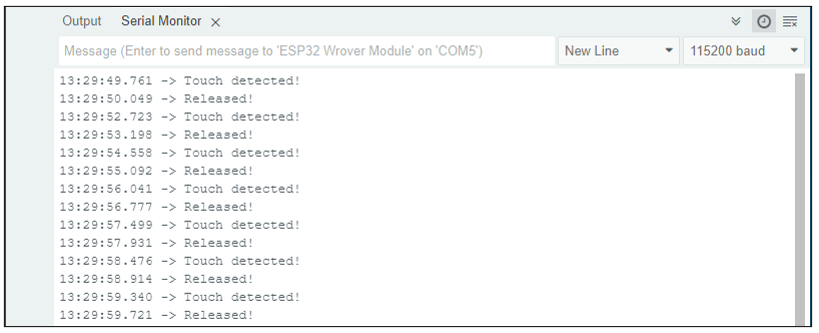 Output Serial Monitor ×
Message (Enter to send message to 'ESP32 Wrover Module' on 'COM5') New Line 115200 baud
13:29:49.761 -> Touch detected!
13:29:50.049 -> Released!
13:29:52.723 -> Touch detected!
13:29:53.198 -> Released!
13:29:54.558 -> Touch detected!
13:29:55.092 -> Released!
13:29:56.041 -> Touch detected!
13:29:56.777 -> Released!
13:29:57.499 -> Touch detected!
13:29:57.931 -> Released!
13:29:58.476 -> Touch detected!
13:29:58.914 -> Released!
13:29:59.340 -> Touch detected!
13:29:59.721 -> Released!